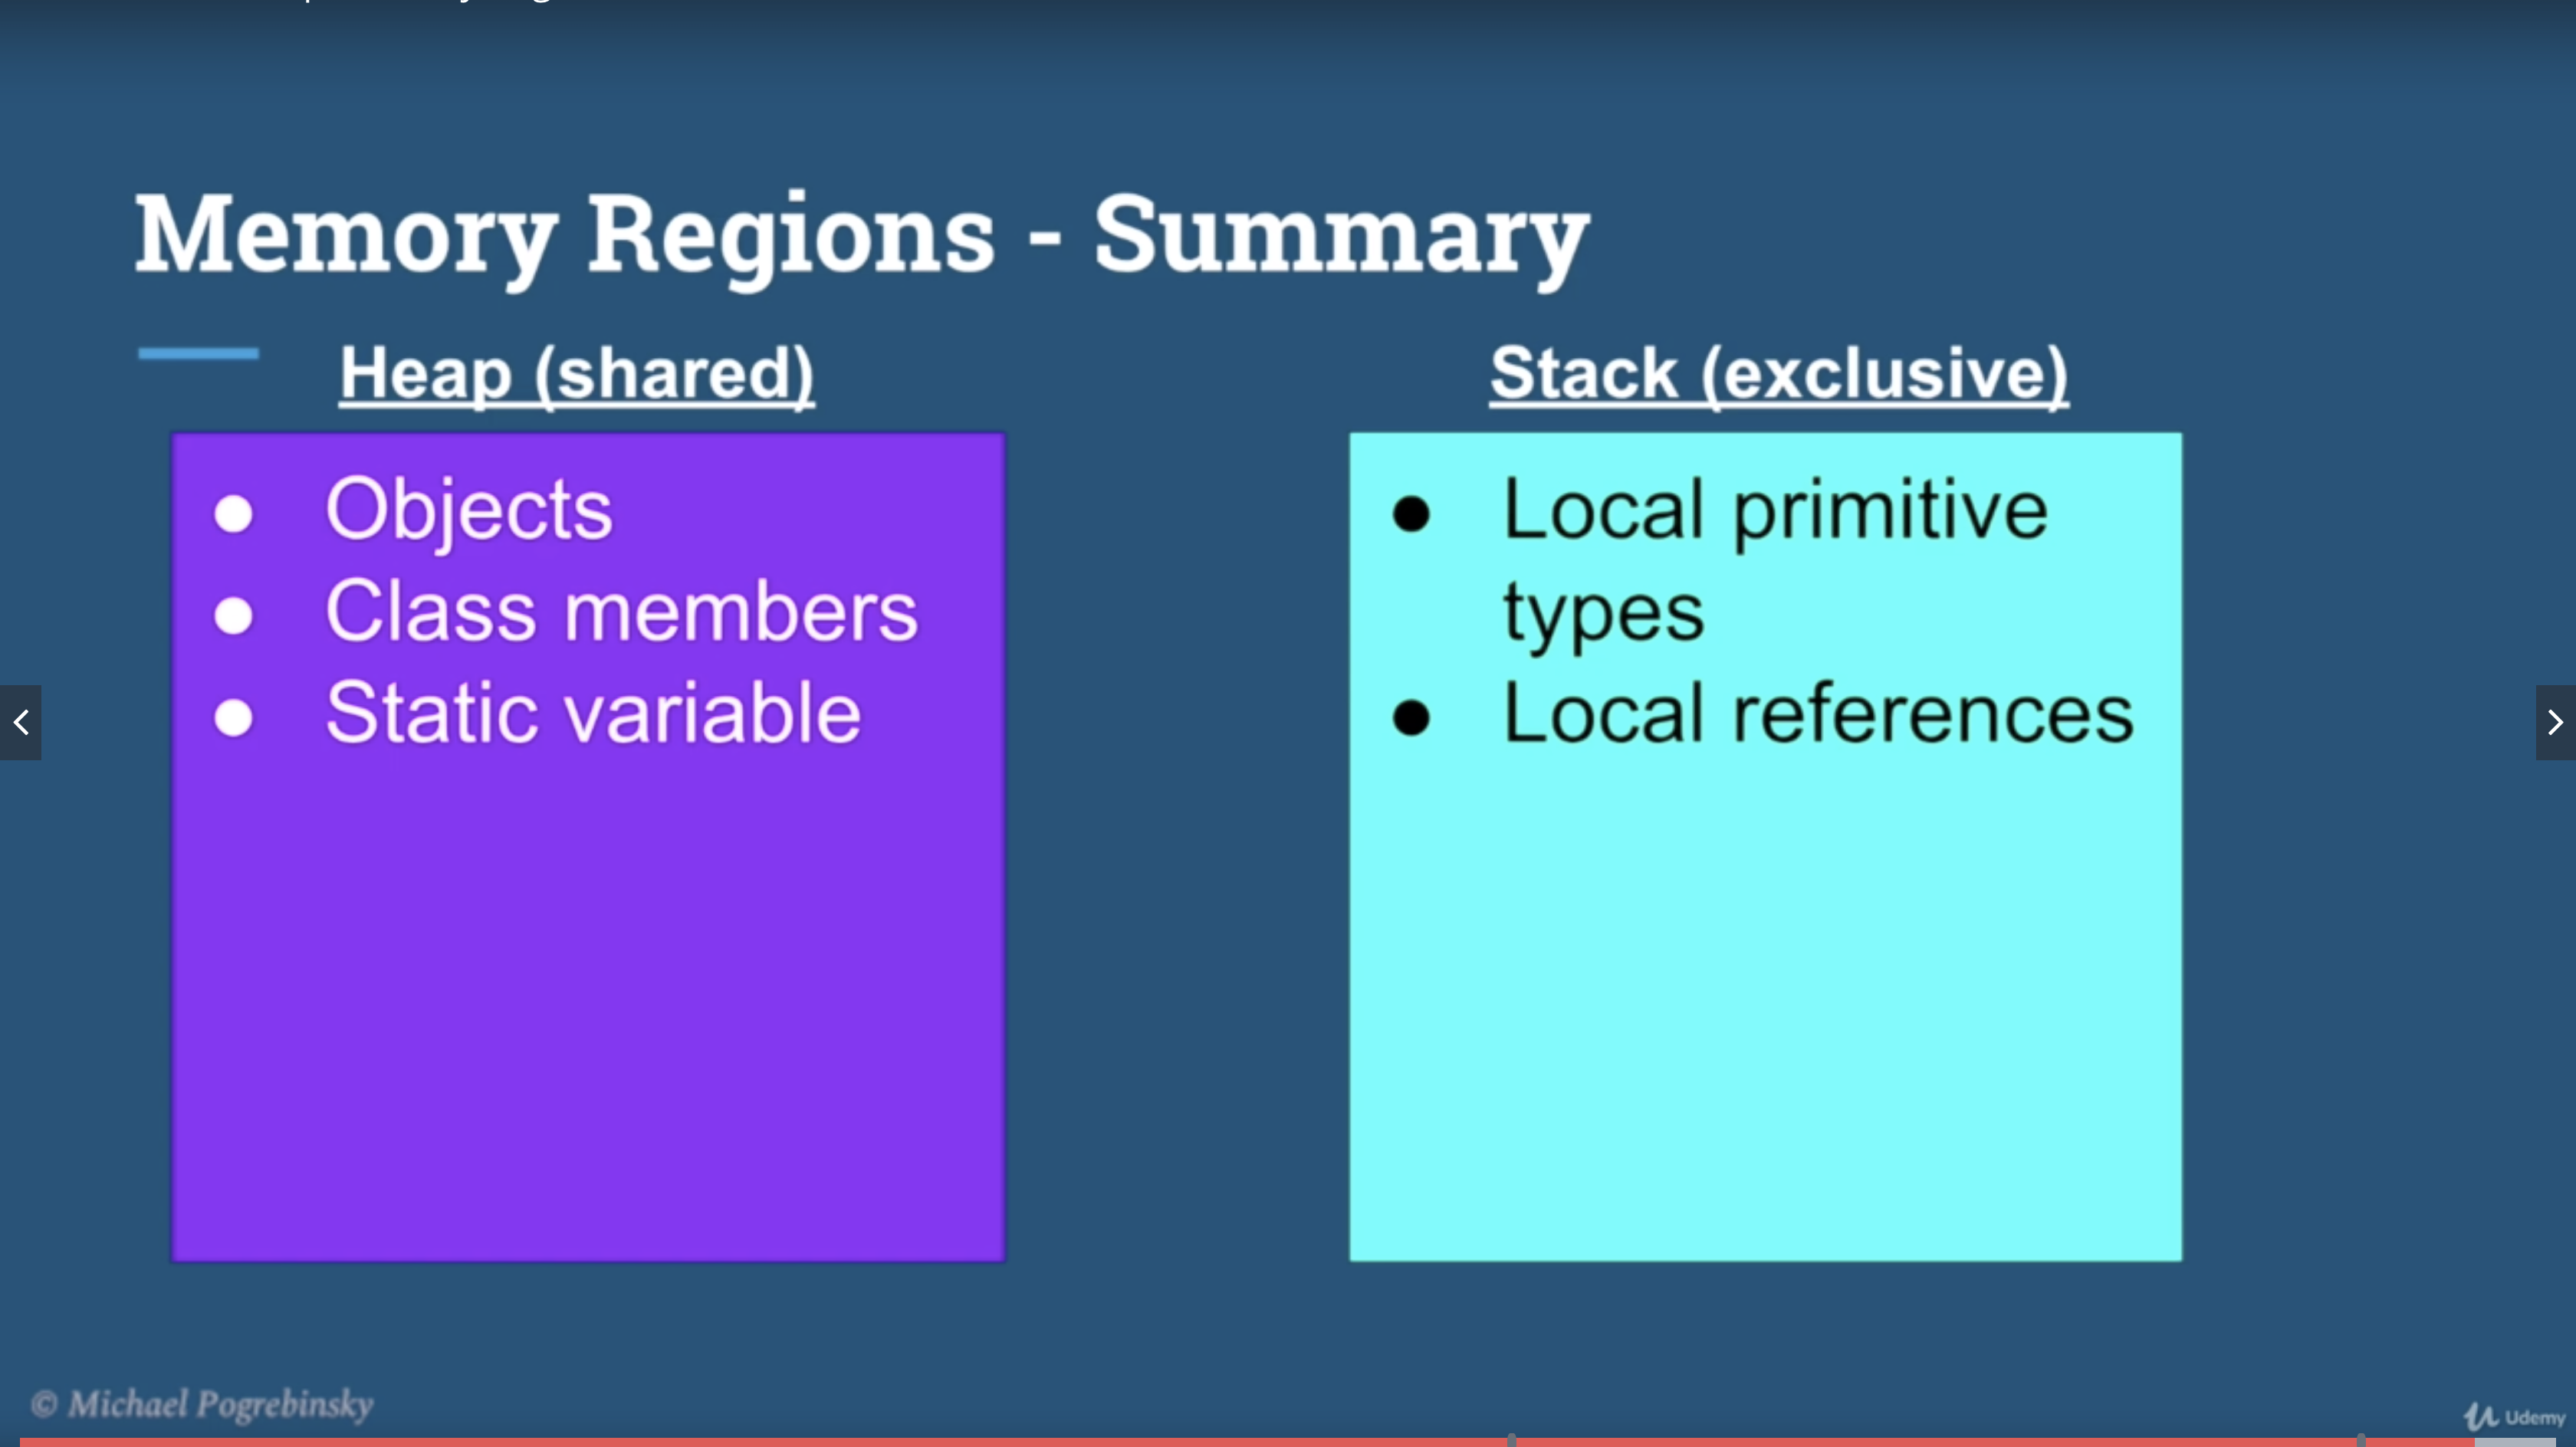 Memory Regions - Summary
Heap (shared)
Objects
Class members
Static variable
Stack (exclusive)
Local primitive
types
Local references
© Michael Pogrebinsky
Udemy